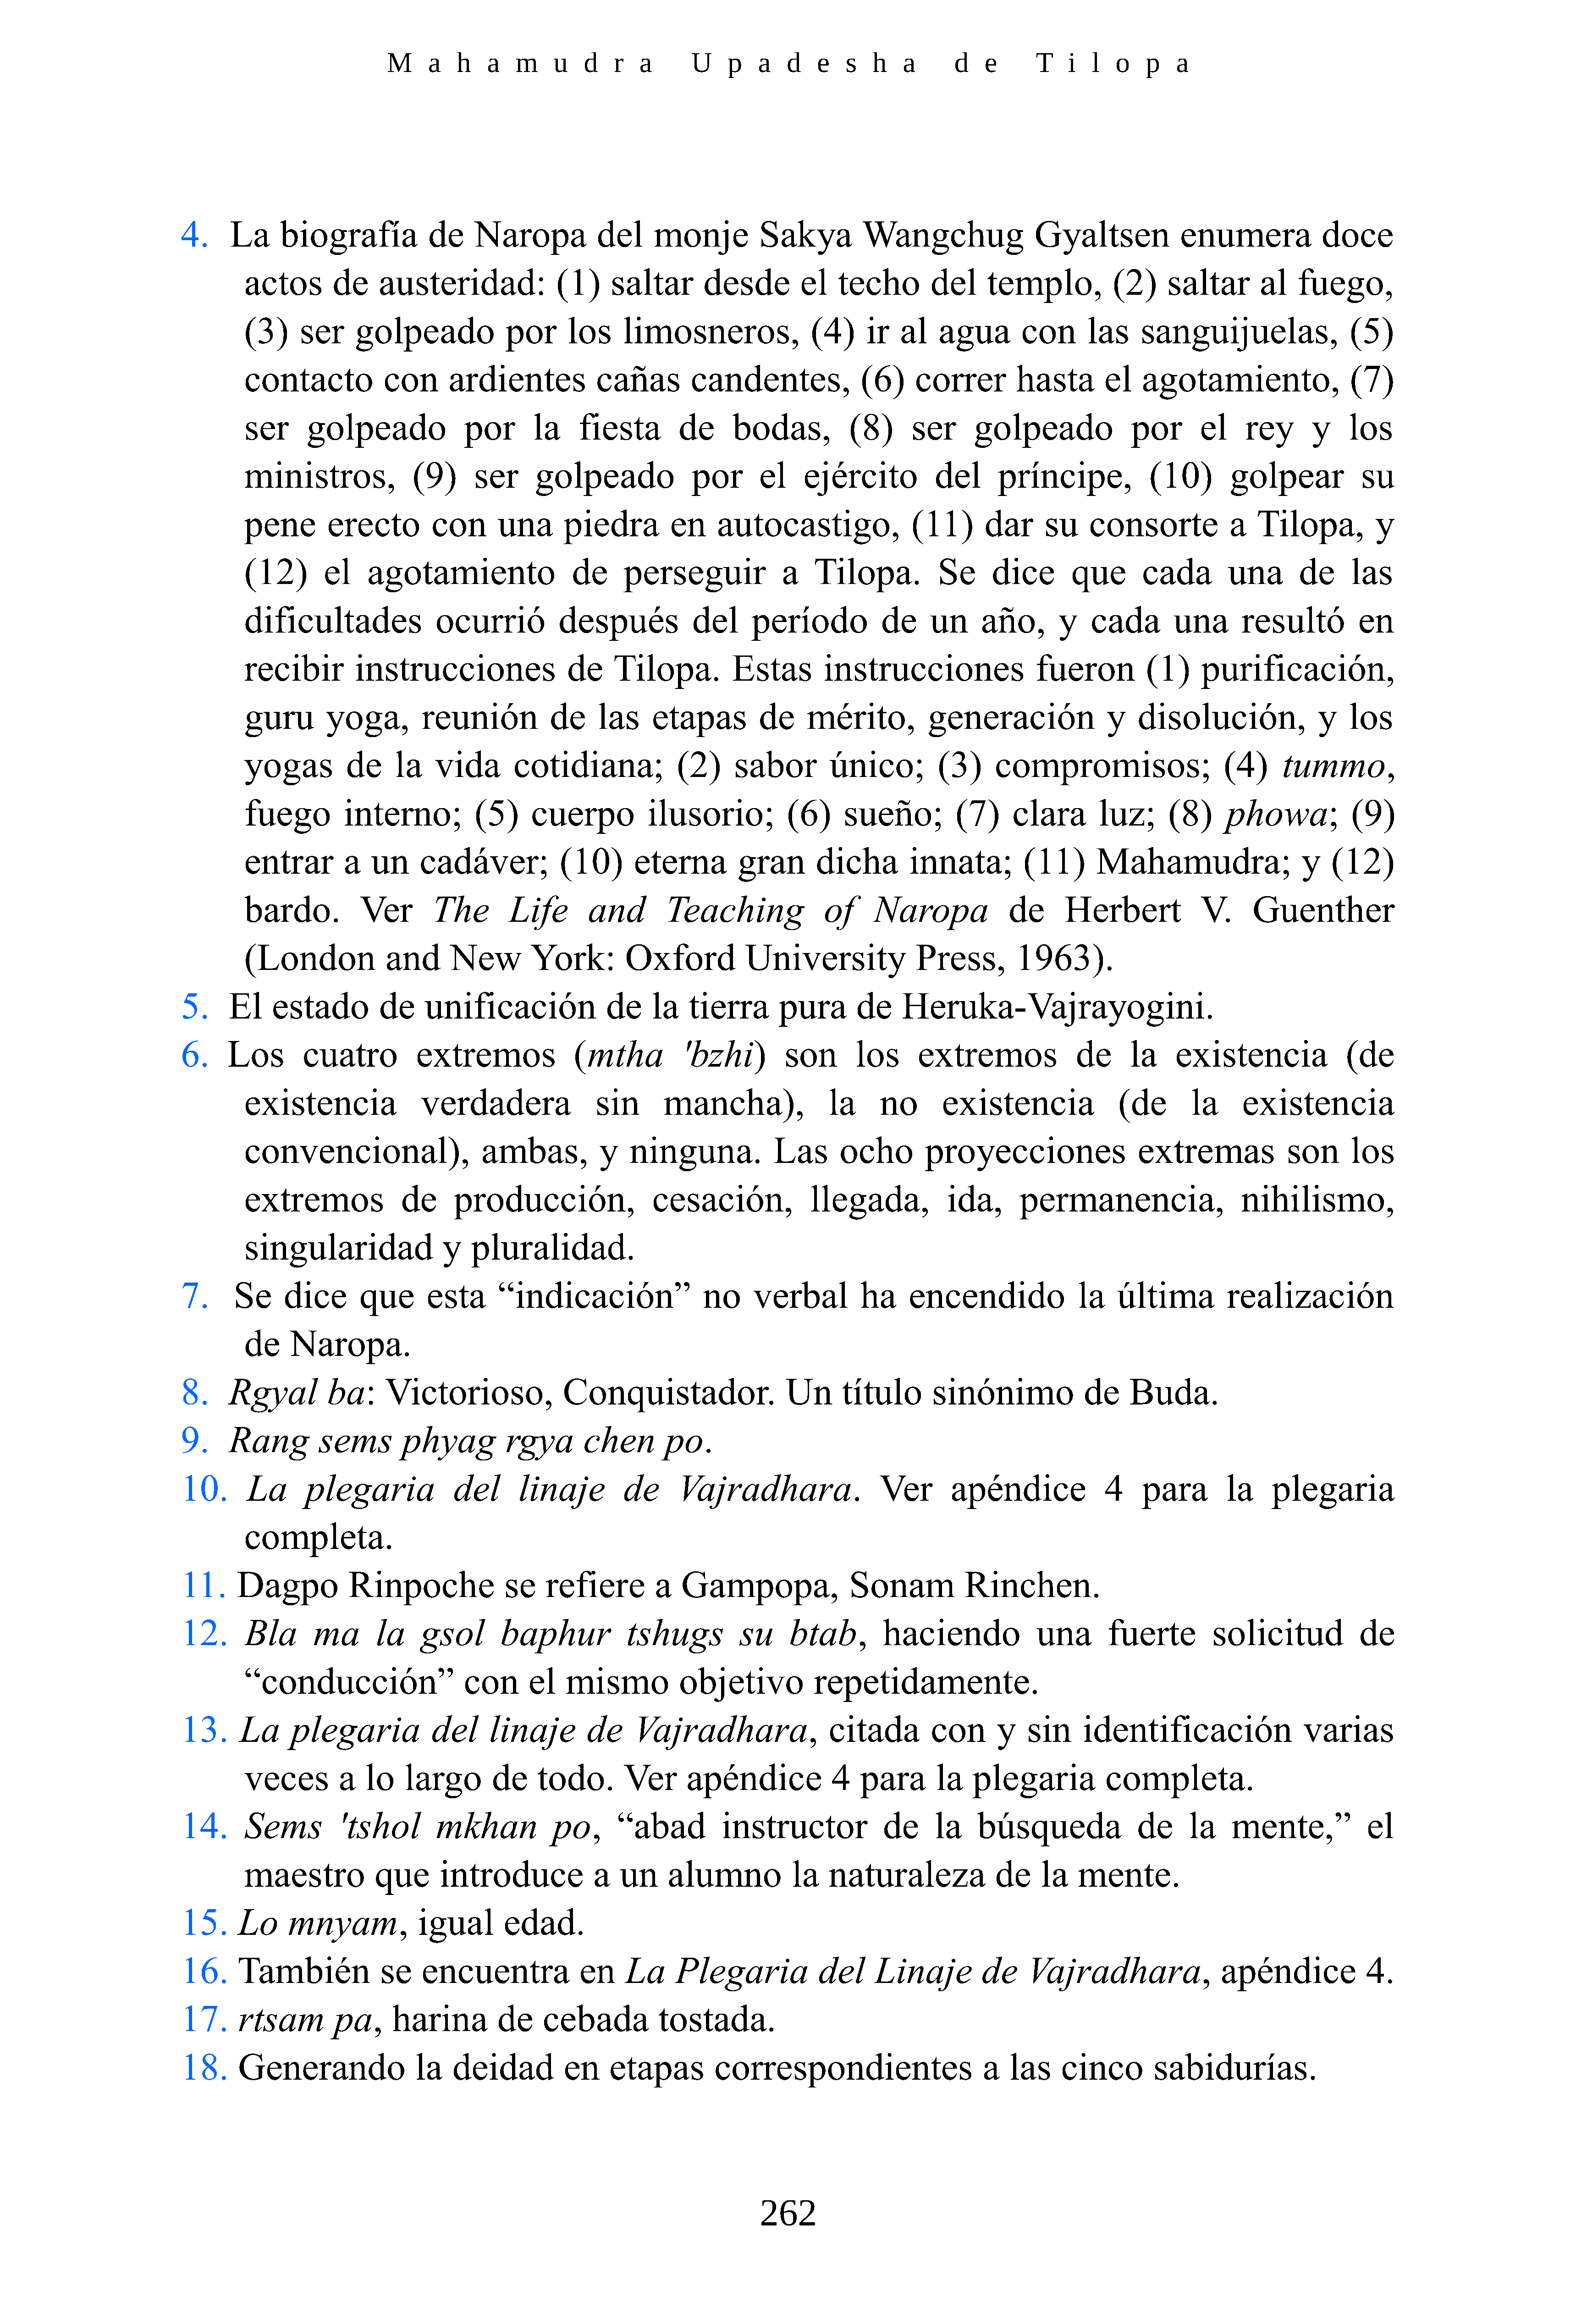 Mahamudra Upadesha de Tilopa
4. La biografía de Naropa del monje Sakya Wangchug Gyaltsen enumera doce
actos de austeridad: (1) saltar desde el techo del templo, (2) saltar al fuego,
(3) ser golpeado por los limosneros, (4) ir al agua con las sanguijuelas, (5)
contacto con ardientes cañas candentes, (6) correr hasta el agotamiento, (7)
ser golpeado por la fiesta de bodas, (8) ser golpeado por el rey y los
ministros, (9) ser golpeado por el ejército del príncipe, (10) golpear su
pene erecto con una piedra en autocastigo, (11) dar su consorte a Tilopa, y
(12) el agotamiento de perseguir a Tilopa. Se dice que cada una de las
dificultades ocurrió después del período de un año, y cada una resultó en
recibir instrucciones de Tilopa. Estas instrucciones fueron (1) purificación,
guru yoga, reunión de las etapas de mérito, generación y disolución, y los
yogas de la vida cotidiana; (2) sabor único; (3) compromisos; (4) tummo,
fuego interno; (5) cuerpo ilusorio; (6) sueño; (7) clara luz; (8) phowa; (9)
entrar a un cadáver; (10) eterna gran dicha innata; (11) Mahamudra; y (12)
bardo. Ver The Life and Teaching of Naropa de Herbert V. Guenther
(London and New York: Oxford University Press, 1963).
5. El estado de unificación de la tierra pura de Heruka-Vajrayogini.
6. Los cuatro extremos (mtha 'bzhi) son los extremos de la existencia (de
existencia verdadera sin mancha), la no existencia (de la existencia
convencional), ambas, y ninguna. Las ocho proyecciones extremas son los
extremos de producción, cesación, llegada, ida, permanencia, nihilismo,
singularidad y pluralidad.
7. Se dice que esta “indicación” no verbal ha encendido la última realización
de Naropa.
8. Rgyal ba: Victorioso, Conquistador. Un título sinónimo de Buda.
9. Rang sems phyag rgya chen po.
10. La plegaria del linaje de Vajradhara. Ver apéndice 4 para la plegaria
completa.
11. Dagpo Rinpoche se refiere a Gampopa, Sonam Rinchen.
12. Bla ma la gsol baphur tshugs su btab, haciendo una fuerte solicitud de
“conducción” con el mismo objetivo repetidamente.
13. La plegaria del linaje de Vajradhara, citada con y sin identificación varias
veces a lo largo de todo. Ver apéndice 4 para la plegaria completa.
14. Sems 'tshol mkhan po, “abad instructor de la búsqueda de la mente,” el
maestro que introduce a un alumno la naturaleza de la mente.
15. Lo mnyam, igual edad.
16. También se encuentra en La Plegaria del Linaje de Vajradhara, apéndice 4.
17. rtsam pa, harina de cebada tostada.
18. Generando la deidad en etapas correspondientes a las cinco sabidurías.
262